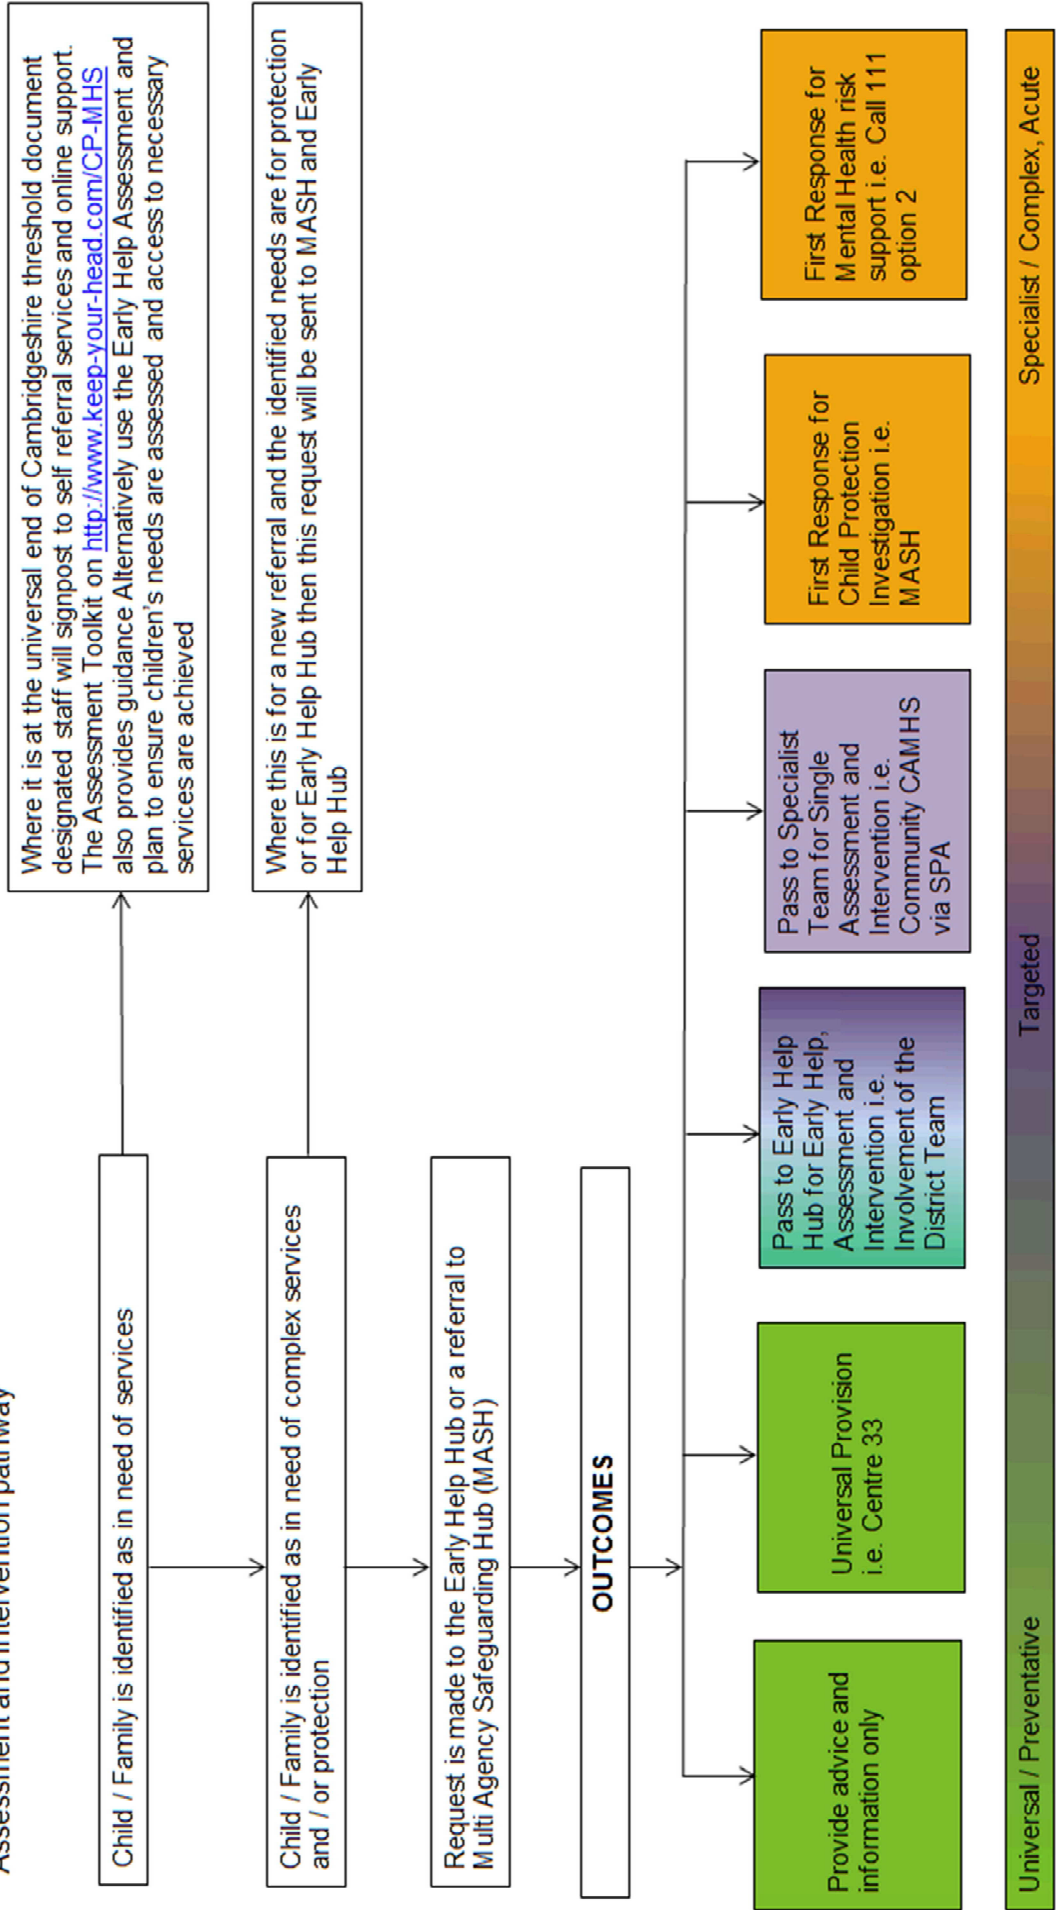 Assessment and intervention pathway
Child / Family is identified as in need of services
Where it is at the universal end of Cambridgeshire threshold document
designated staff will signpost to self referral services and online support.
The Assessment Toolkit on http://www.keep-your-head.com/CP-MHS
also provides guidance Alternatively use the Early Help Assessment and
plan to ensure children's needs are assessed and access to necessary
services are achieved
Child / Family is identified as in need of complex services
and / or protection
Where this is for a new referral and the identified needs are for protection
or for Early Help Hub then this request will be sent to MASH and Early
Help Hub
Request is made to the Early Help Hub or a referral to
Multi Agency Safeguarding Hub (MASH)
OUTCOMES
Provide advice and
information only
Universal Provision
i.e. Centre 33
Pass to Early Help
Hub for Early Help,
Assessment and
Intervention i.e.
Involvement of the
District Team
Pass to Specialist
Team for Single
Assessment and
Intervention i.e.
Community CAMHS
via SPA
First Response for
Child Protection
Investigation i.e.
MASH
First Response for
Mental Health risk
support i.e. Call 111
option 2
Universal / Preventative
Targeted
Specialist / Complex, Acute